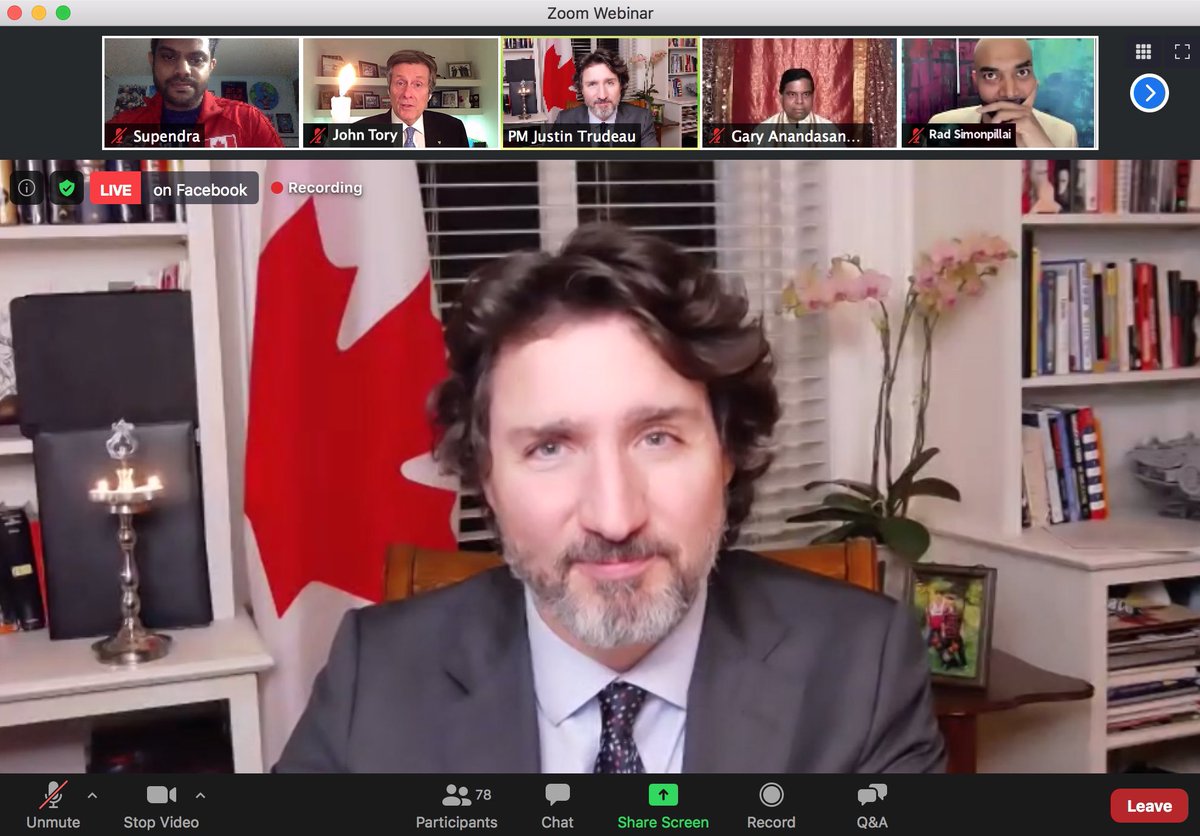 Zoom Webinar
Supendra
John Tory
PM Justin Trudeau
Gary Anandasan...
Rad Simonpillai
LIVE on Facebook
Recording
Unmute
Stop Video
78
Participants
Chat
Share Screen
Record
Q&A
Leave